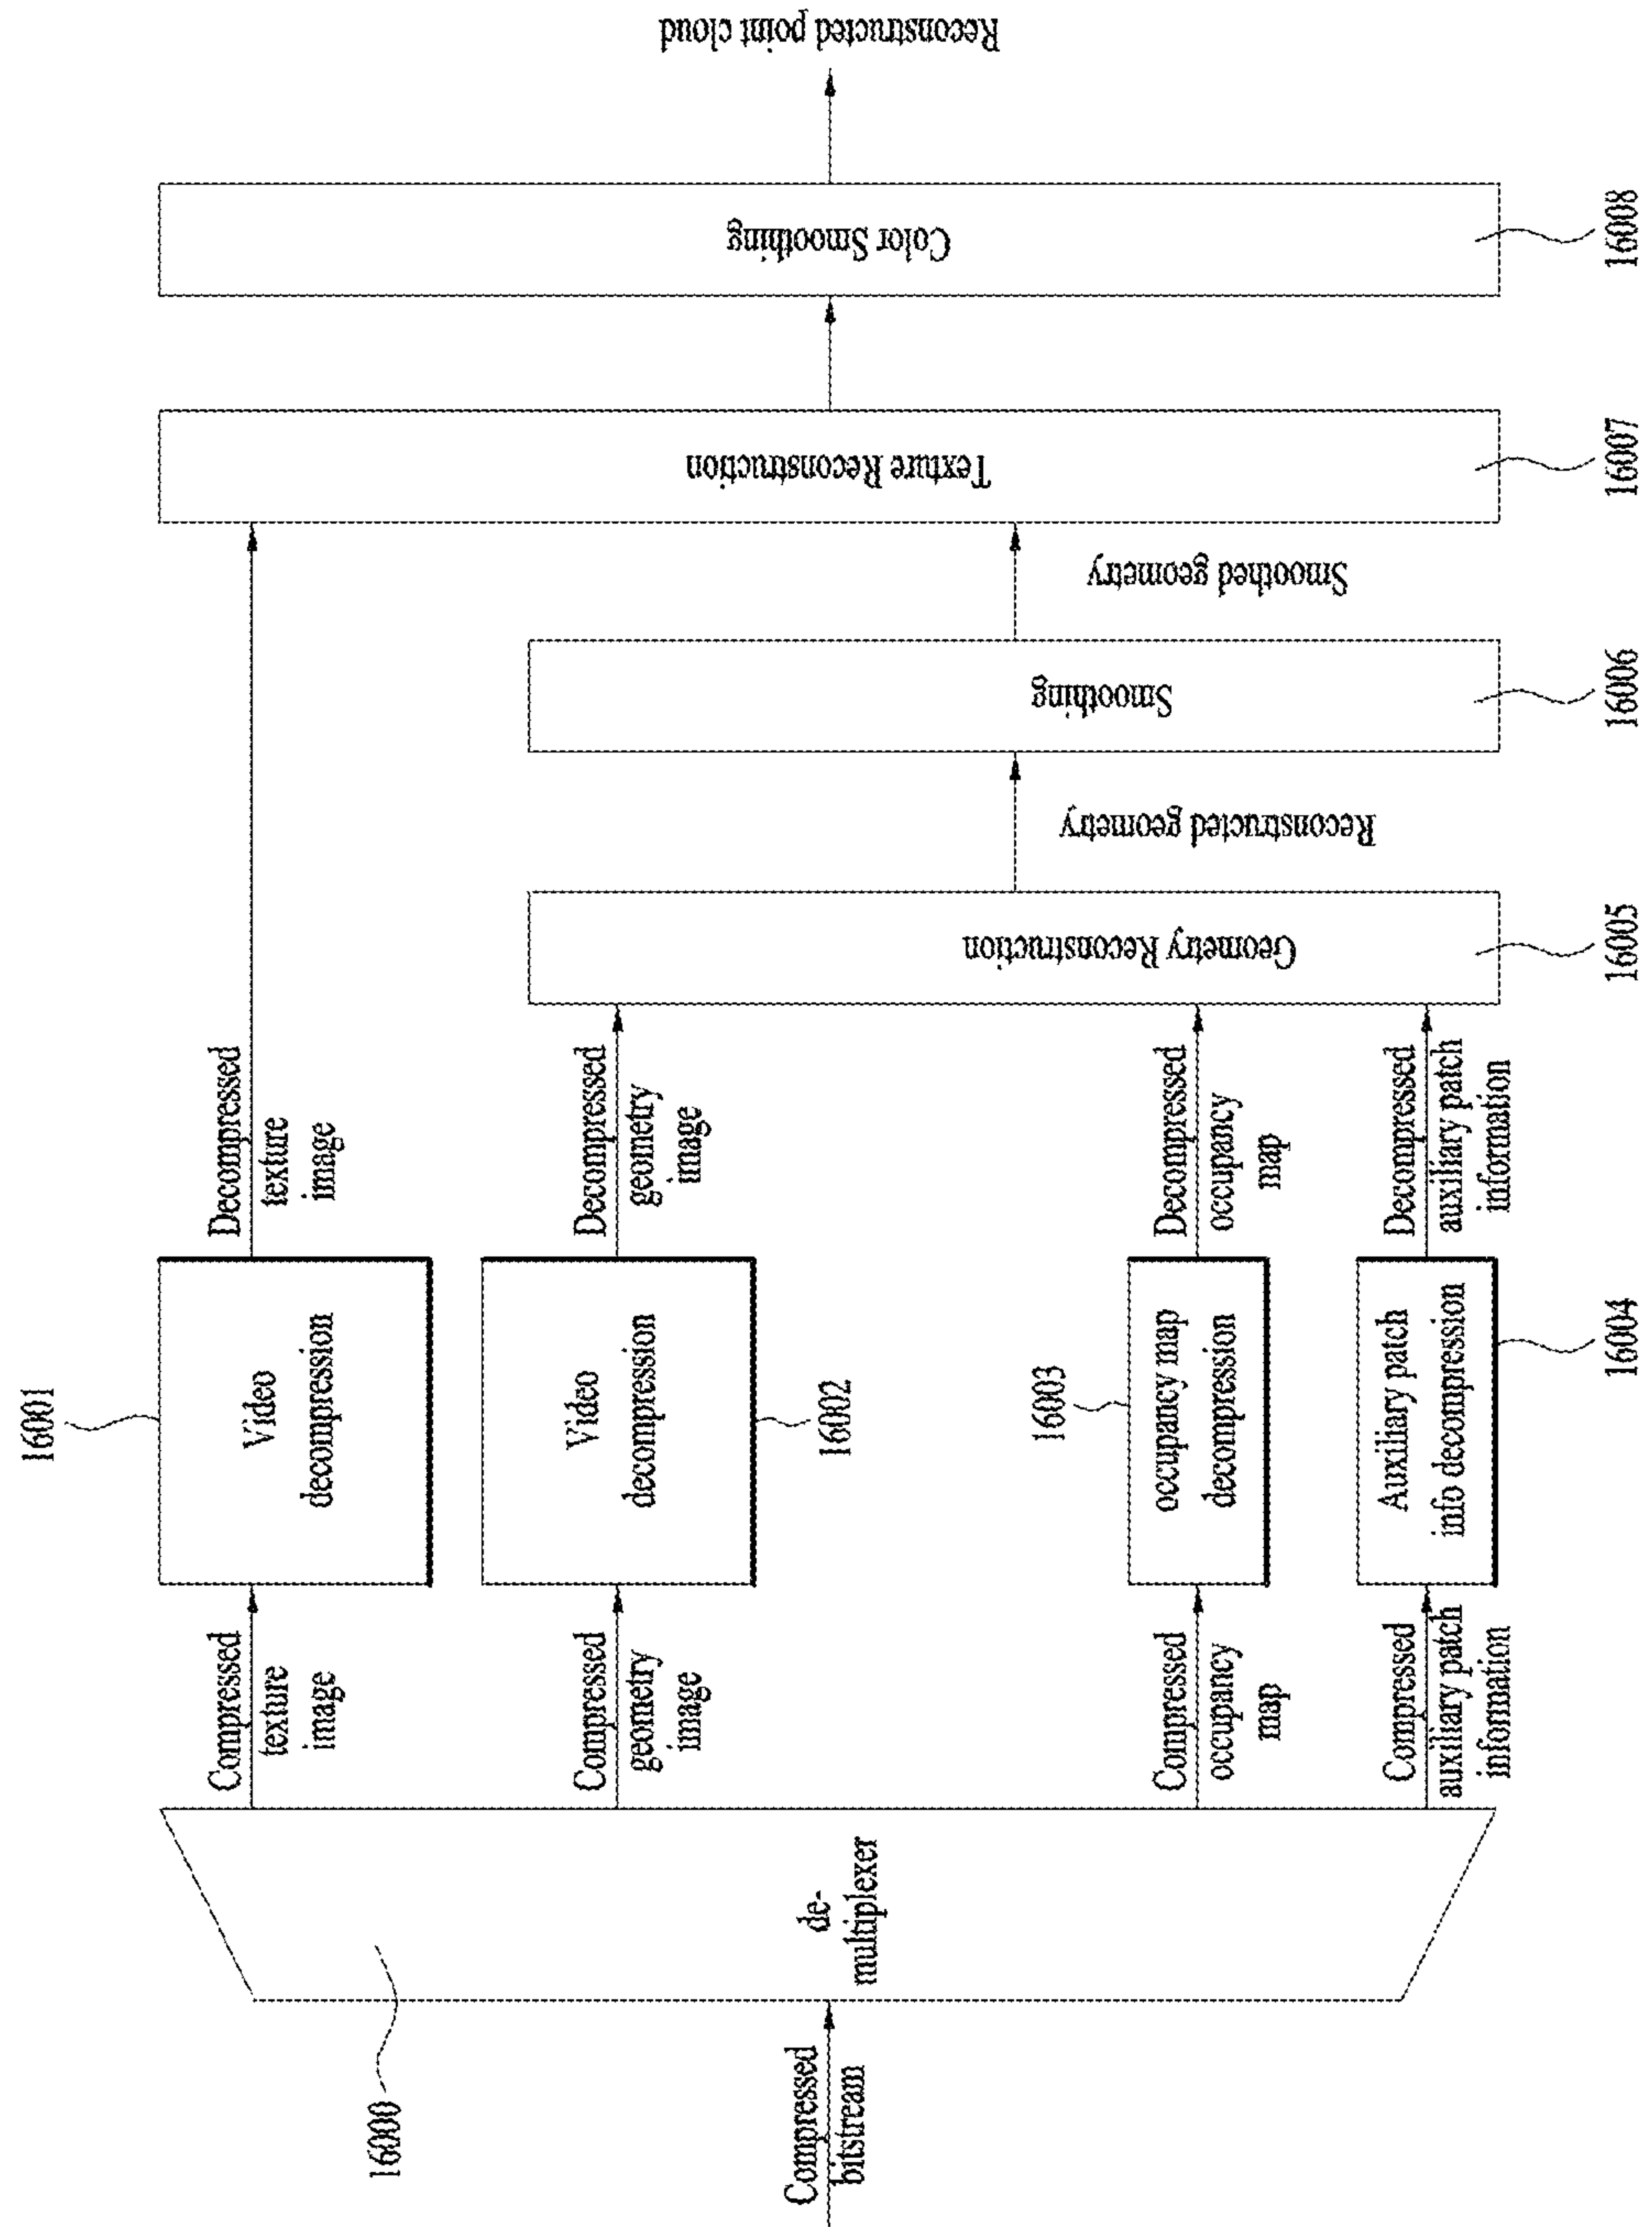 Compressed
bitstream
16000
de-
multiplexer
Compressed
texture
image
Compressed
geometry
image
Compressed
occupancy
map
Compressed
auxiliary patch
information
16001
Video
decompression
Video
decompression
16002
16003
occupancy map
decompression
Auxiliary patch
info decompression
16004
Decompressed
texture
image
Decompressed
geometry
image
Decompressed
occupancy
map
Decompressed
auxiliary patch
information
Geometry Reconstruction
16005
Reconstructed geometry
Smoothing
16006
Smoothed geometry
Texture Reconstruction
16007
Color Smoothing
16008
Reconstructed point cloud